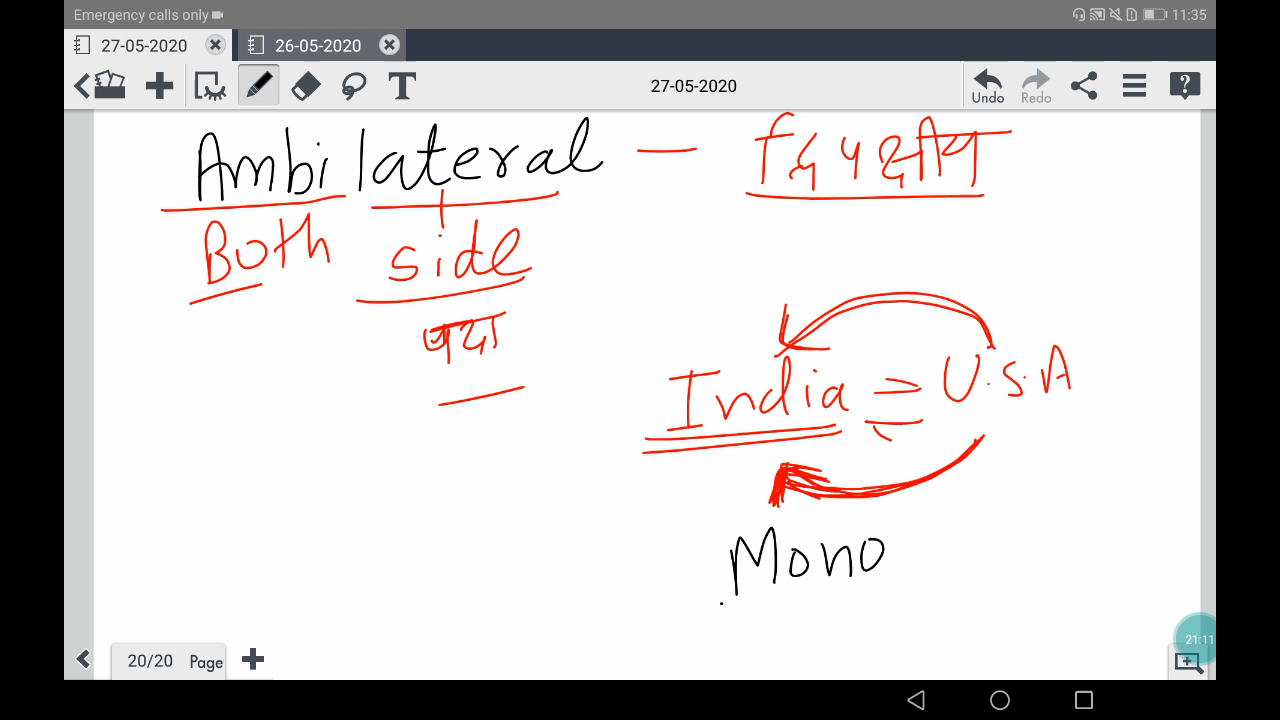 Emergency calls only 11:35
27-05-2020 26-05-2020
27-05-2020 Undo Redo
T
Ambilateral — द्विपक्षीय
Both side
पक्ष
India = U.S.A
Mono
21:11
20/20 Page